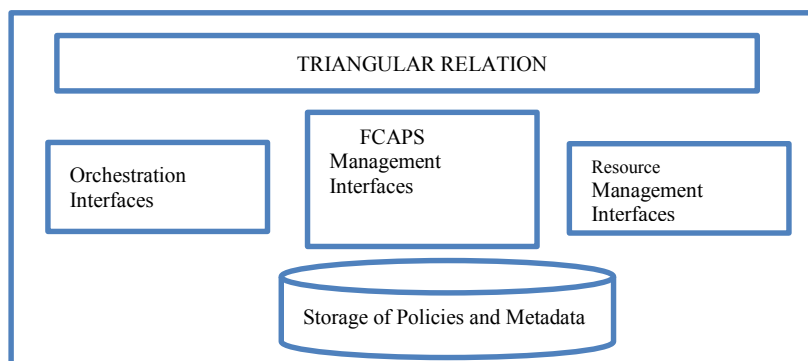 TRIANGULAR RELATION
Orchestration
Interfaces
FCAPS
Management
Interfaces
Resource
Management
Interfaces
Storage of Policies and Metadata